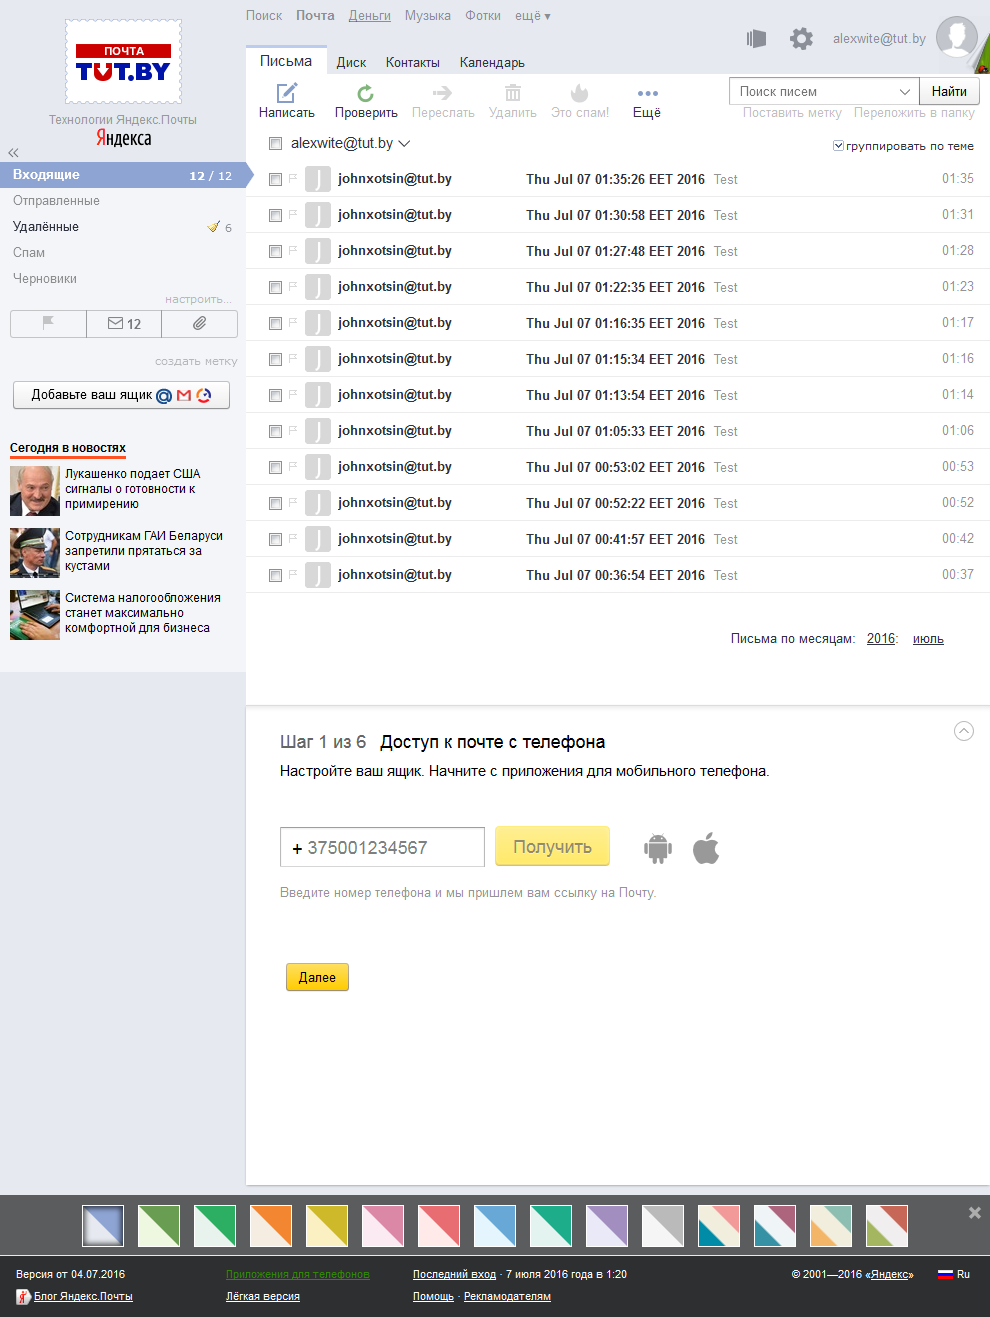 Поиск Почта Деньги Музыка Фотки ещё ▾
ПОЧТА
TUT.BY
Технологии Яндекс.Почты
Яндекса
alexwite@tut.by
Письма Диск Контакты Календарь
Написать Проверить Переслать Удалить Это спам! Ещё
Поиск писем Найти
Поставить метку Переложить в папку
alexwite@tut.by
группировать по теме
«
Входящие 12 / 12
Отправленные
Удалённые 6
Спам
Черновики
настроить...
12
создать метку
Добавьте ваш ящик
Сегодня в новостях
Лукашенко подает США
сигналы о готовности к
примирению
Сотрудникам ГАИ Беларуси
запретили прятаться за
кустами
Система налогообложения
станет максимально
комфортной для бизнеса
J johnxotsin@tut.by Thu Jul 07 01:35:26 EET 2016 Test 01:35
J johnxotsin@tut.by Thu Jul 07 01:30:58 EET 2016 Test 01:31
J johnxotsin@tut.by Thu Jul 07 01:27:48 EET 2016 Test 01:28
J johnxotsin@tut.by Thu Jul 07 01:22:35 EET 2016 Test 01:23
J johnxotsin@tut.by Thu Jul 07 01:16:35 EET 2016 Test 01:17
J johnxotsin@tut.by Thu Jul 07 01:15:34 EET 2016 Test 01:16
J johnxotsin@tut.by Thu Jul 07 01:13:54 EET 2016 Test 01:14
J johnxotsin@tut.by Thu Jul 07 01:05:33 EET 2016 Test 01:06
J johnxotsin@tut.by Thu Jul 07 00:53:02 EET 2016 Test 00:53
J johnxotsin@tut.by Thu Jul 07 00:52:22 EET 2016 Test 00:52
J johnxotsin@tut.by Thu Jul 07 00:41:57 EET 2016 Test 00:42
J johnxotsin@tut.by Thu Jul 07 00:36:54 EET 2016 Test 00:37
Письма по месяцам: 2016: июль
Шаг 1 из 6 Доступ к почте с телефона
Настройте ваш ящик. Начните с приложения для мобильного телефона.
+ 375001234567 Получить
Введите номер телефона и мы пришлем вам ссылку на Почту.
Далее
Версия от 04.07.2016 Приложения для телефонов Последний вход · 7 июля 2016 года в 1:20 © 2001—2016 «Яндекс» Ru
Я Блог Яндекс.Почты Лёгкая версия Помощь · Рекламодателям